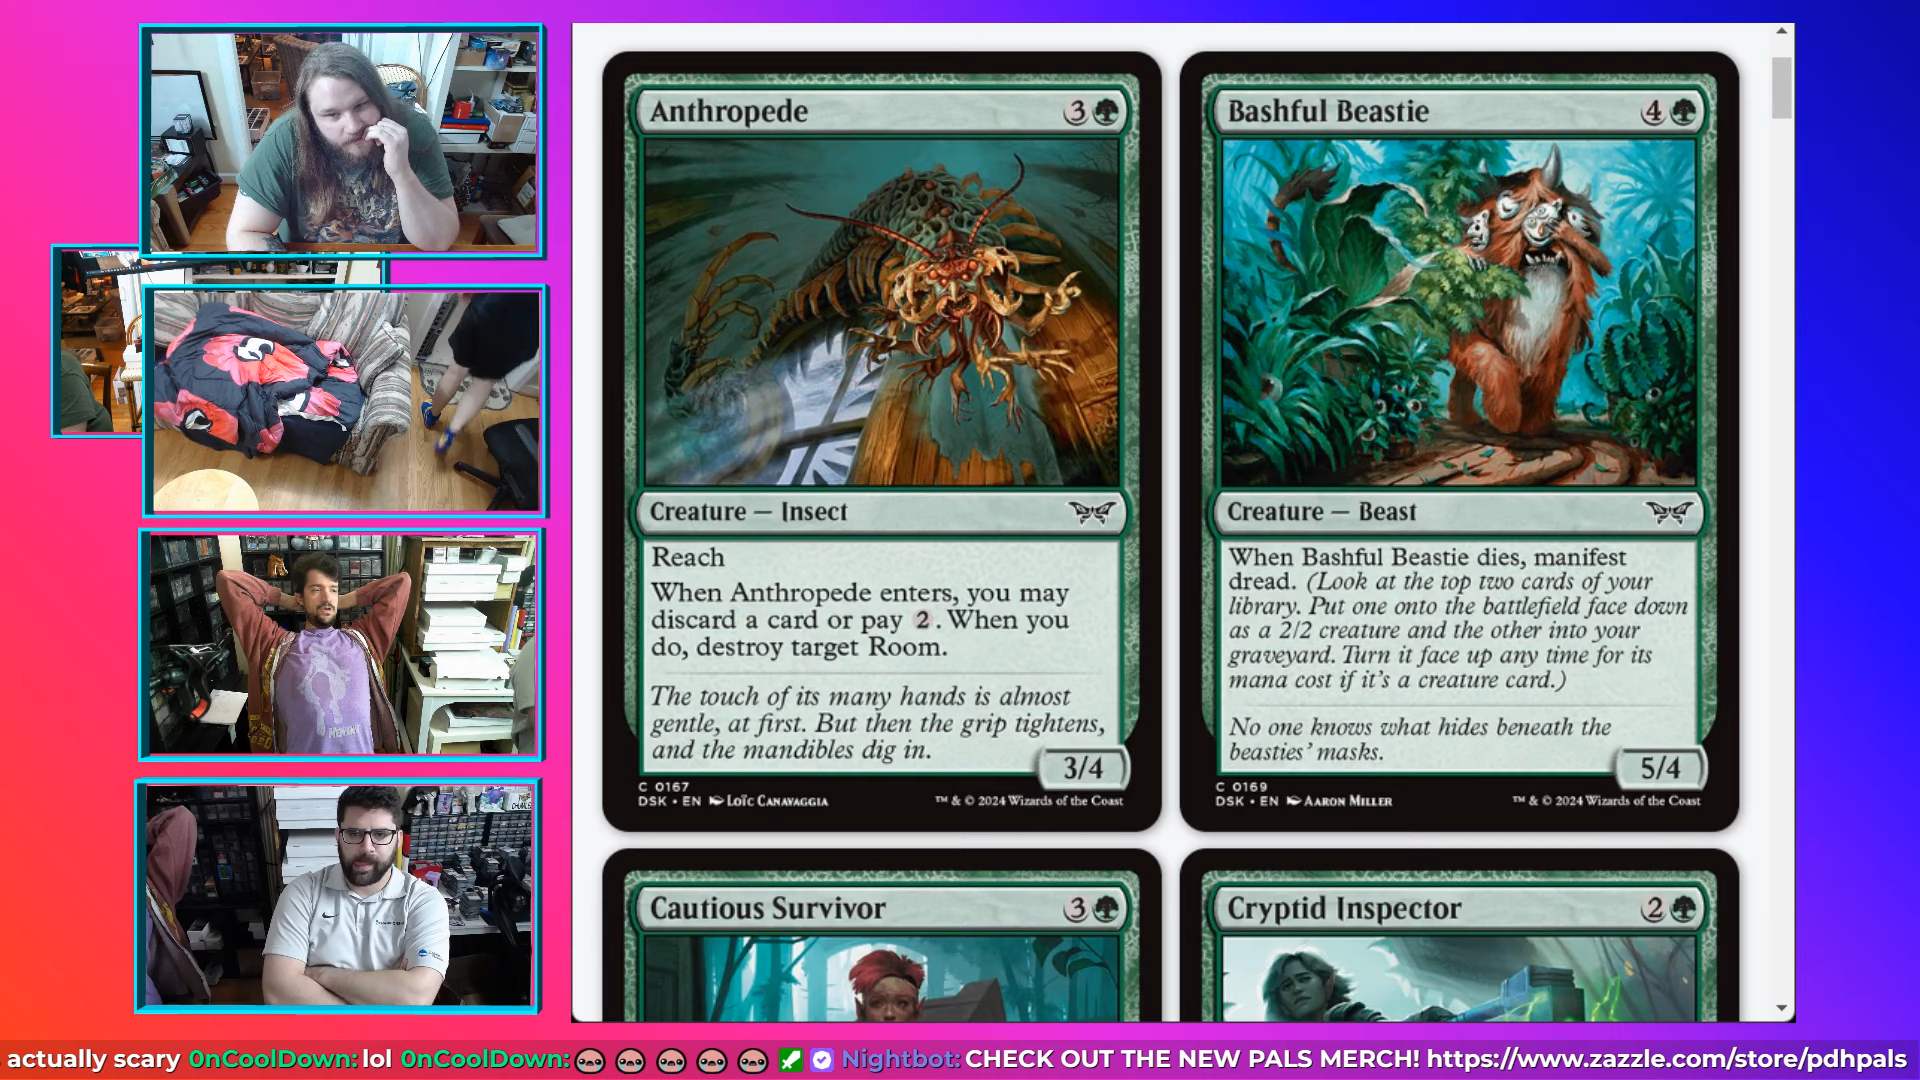 Anthropede 3
Creature — Insect
Reach
When Anthropede enters, you may
discard a card or pay 2. When you
do, destroy target Room.
The touch of its many hands is almost
gentle, at first. But then the grip tightens,
and the mandibles dig in.
3/4
C 0167
DSK • EN Loïc Canavaggia
™ & © 2024 Wizards of the Coast
Bashful Beastie 4
Creature — Beast
When Bashful Beastie dies, manifest
dread. (Look at the top two cards of your
library. Put one onto the battlefield face down
as a 2/2 creature and the other into your
graveyard. Turn it face up any time for its
mana cost if it's a creature card.)
No one knows what hides beneath the
beasties' masks.
5/4
C 0169
DSK • EN Aaron Miller
™ & © 2024 Wizards of the Coast
Cautious Survivor 3
Cryptid Inspector 2
actually scary 0nCoolDown: lol 0nCoolDown: Nightbot: CHECK OUT THE NEW PALS MERCH! https://www.zazzle.com/store/pdhpals